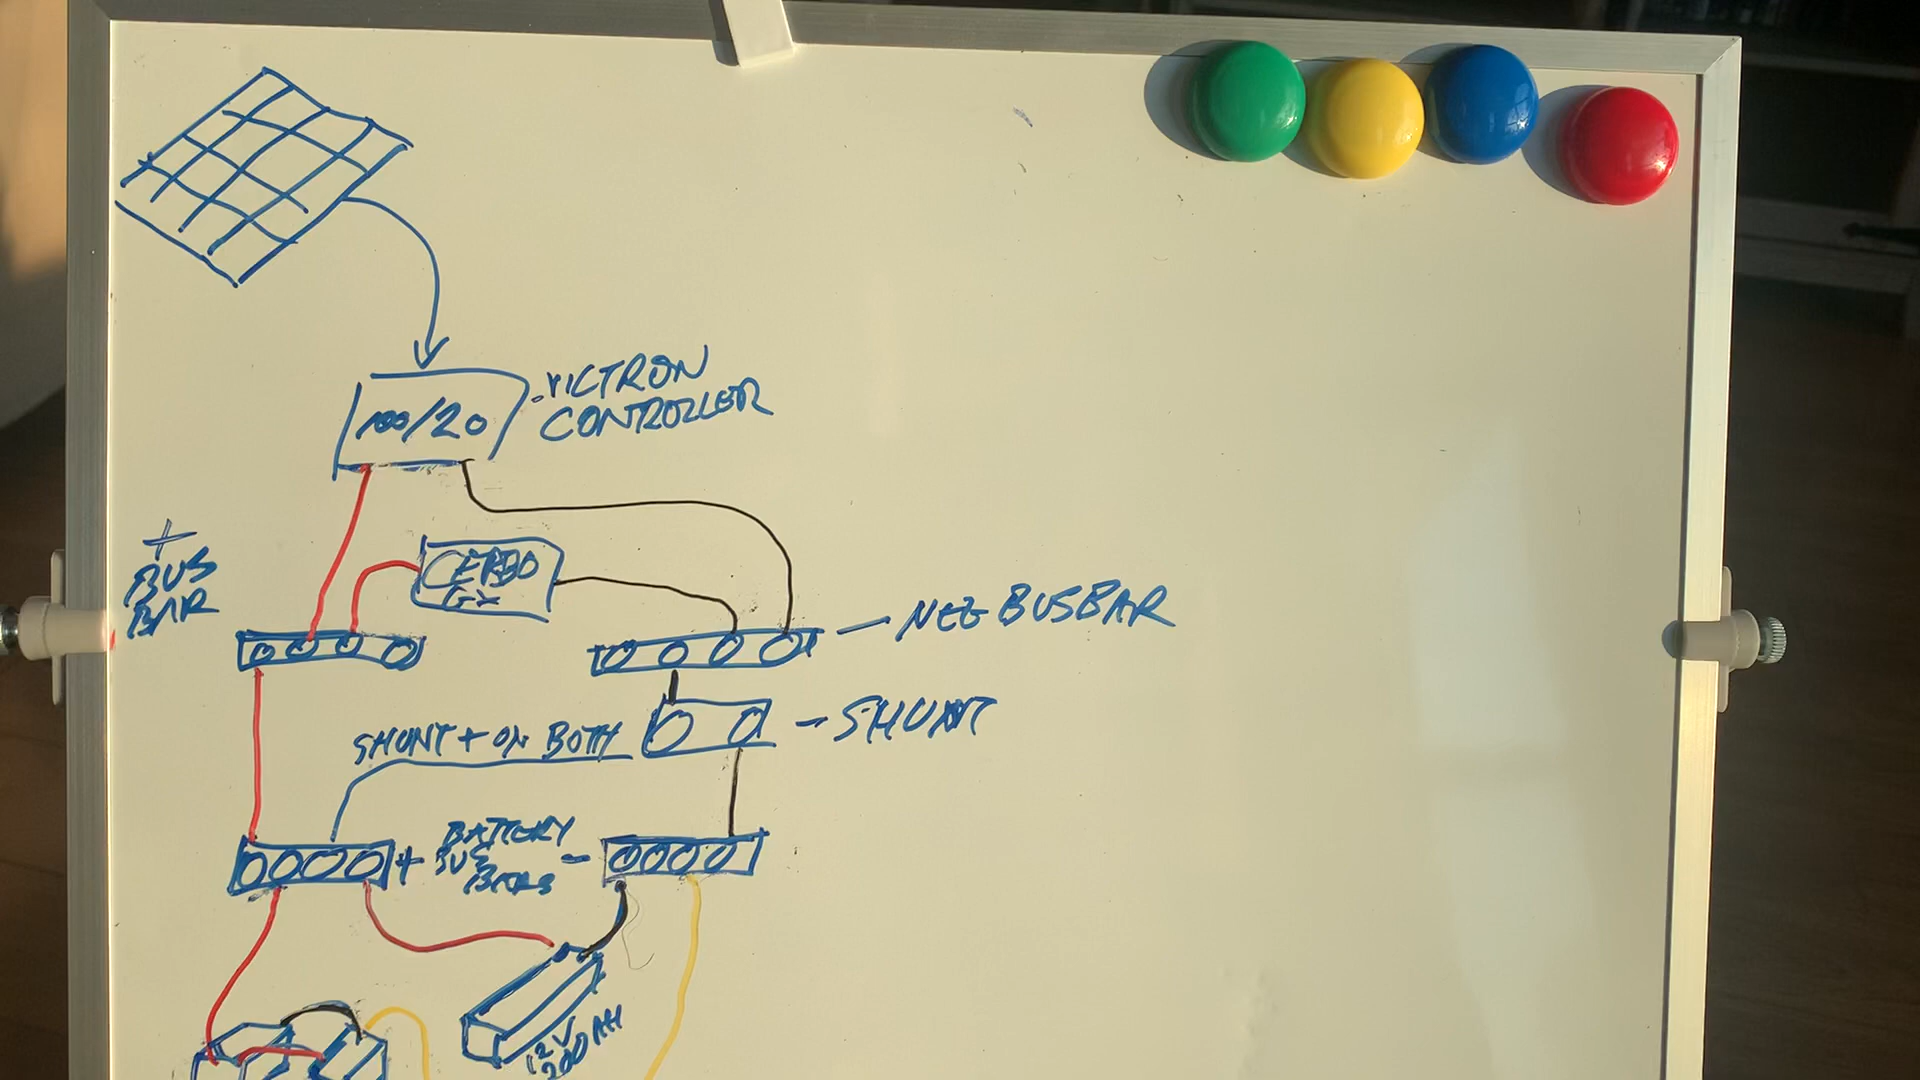 100/20
-VICTRON
CONTROLLER
+
BUS
BAR
CERBO
GX
- NEG BUSBAR
- SHUNT
SHUNT + ON BOTH
+ BATTERY -
BUS
BARS
12V
200AH